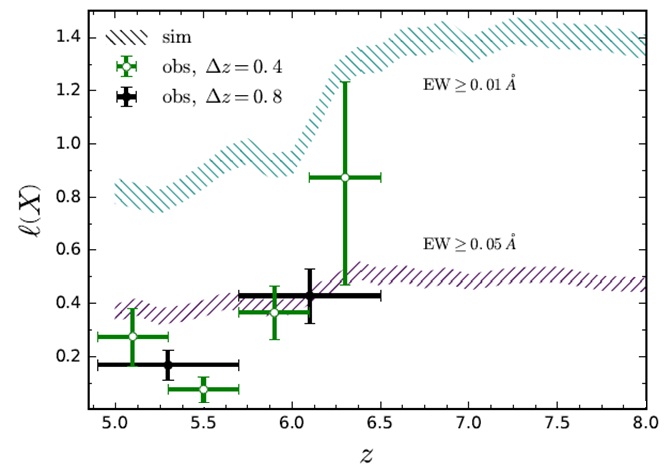 sim
obs, Δz = 0.4
obs, Δz = 0.8
EW ≥ 0.01 Å
EW ≥ 0.05 Å
ℓ(X)
1.4
1.2
1.0
0.8
0.6
0.4
0.2
5.0 5.5 6.0 6.5 7.0 7.5 8.0
z